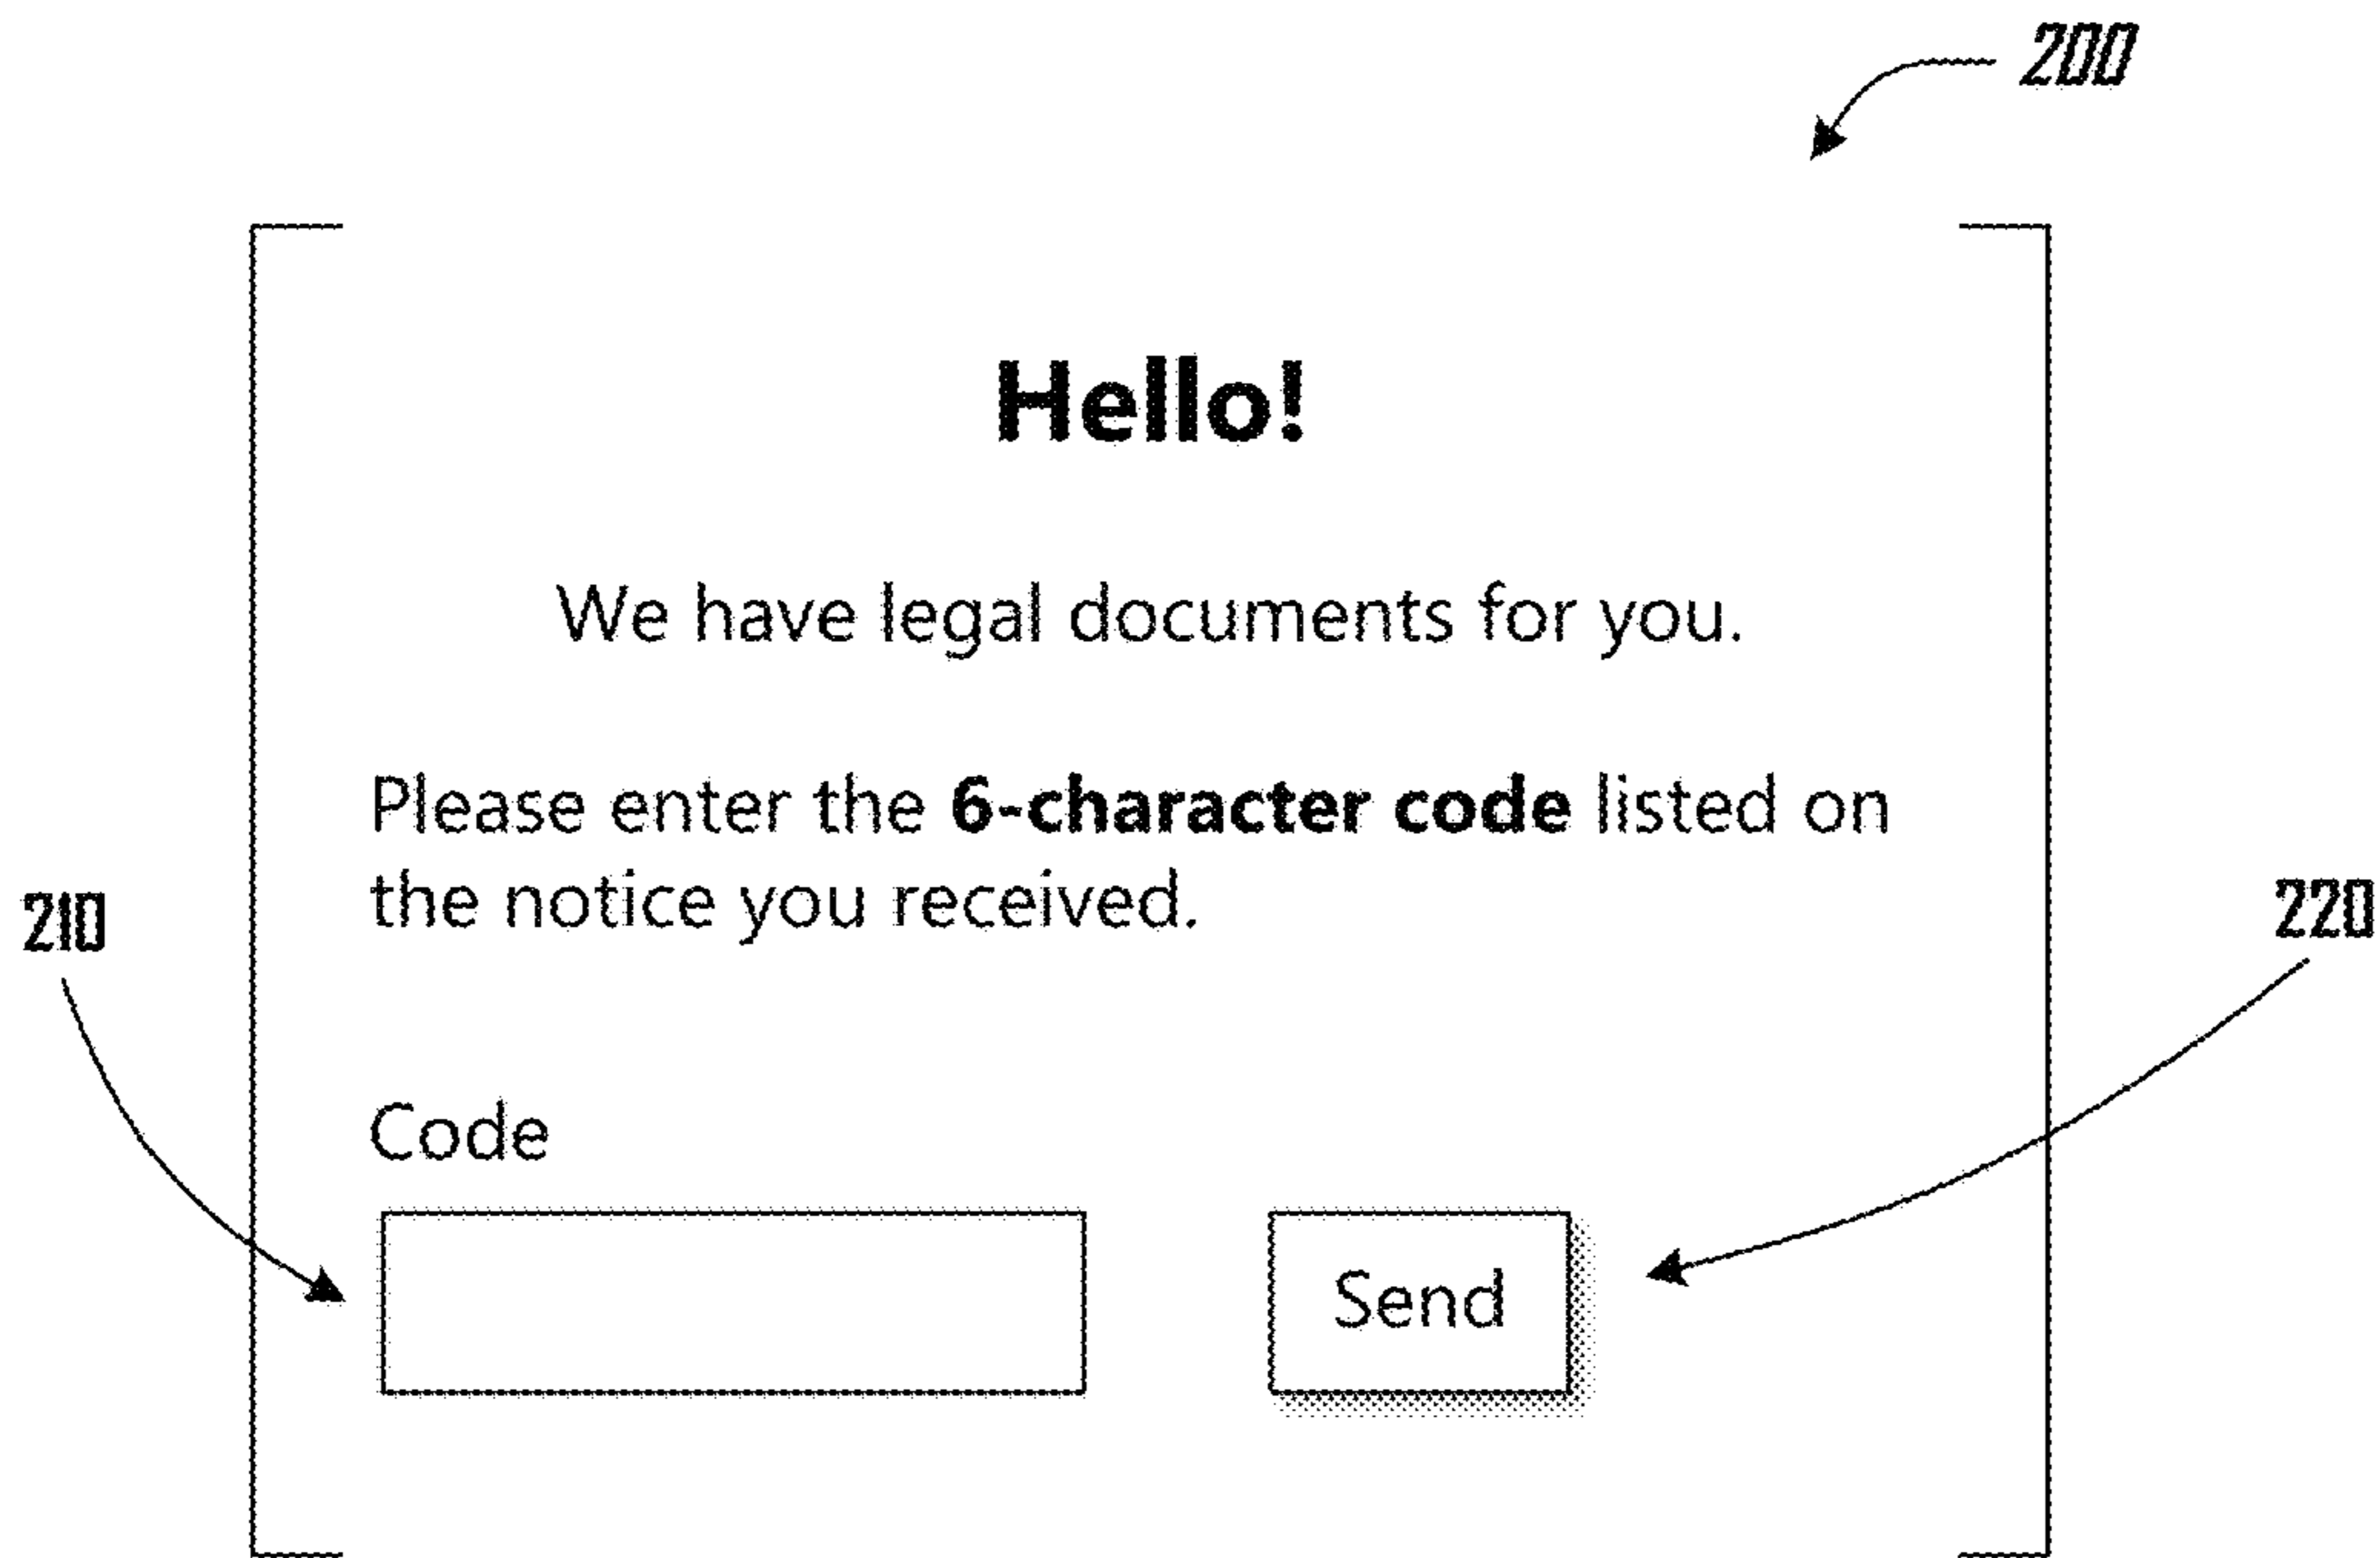 200
Hello!
We have legal documents for you.
Please enter the 6-character code listed on
the notice you received.
210
220
Code
Send